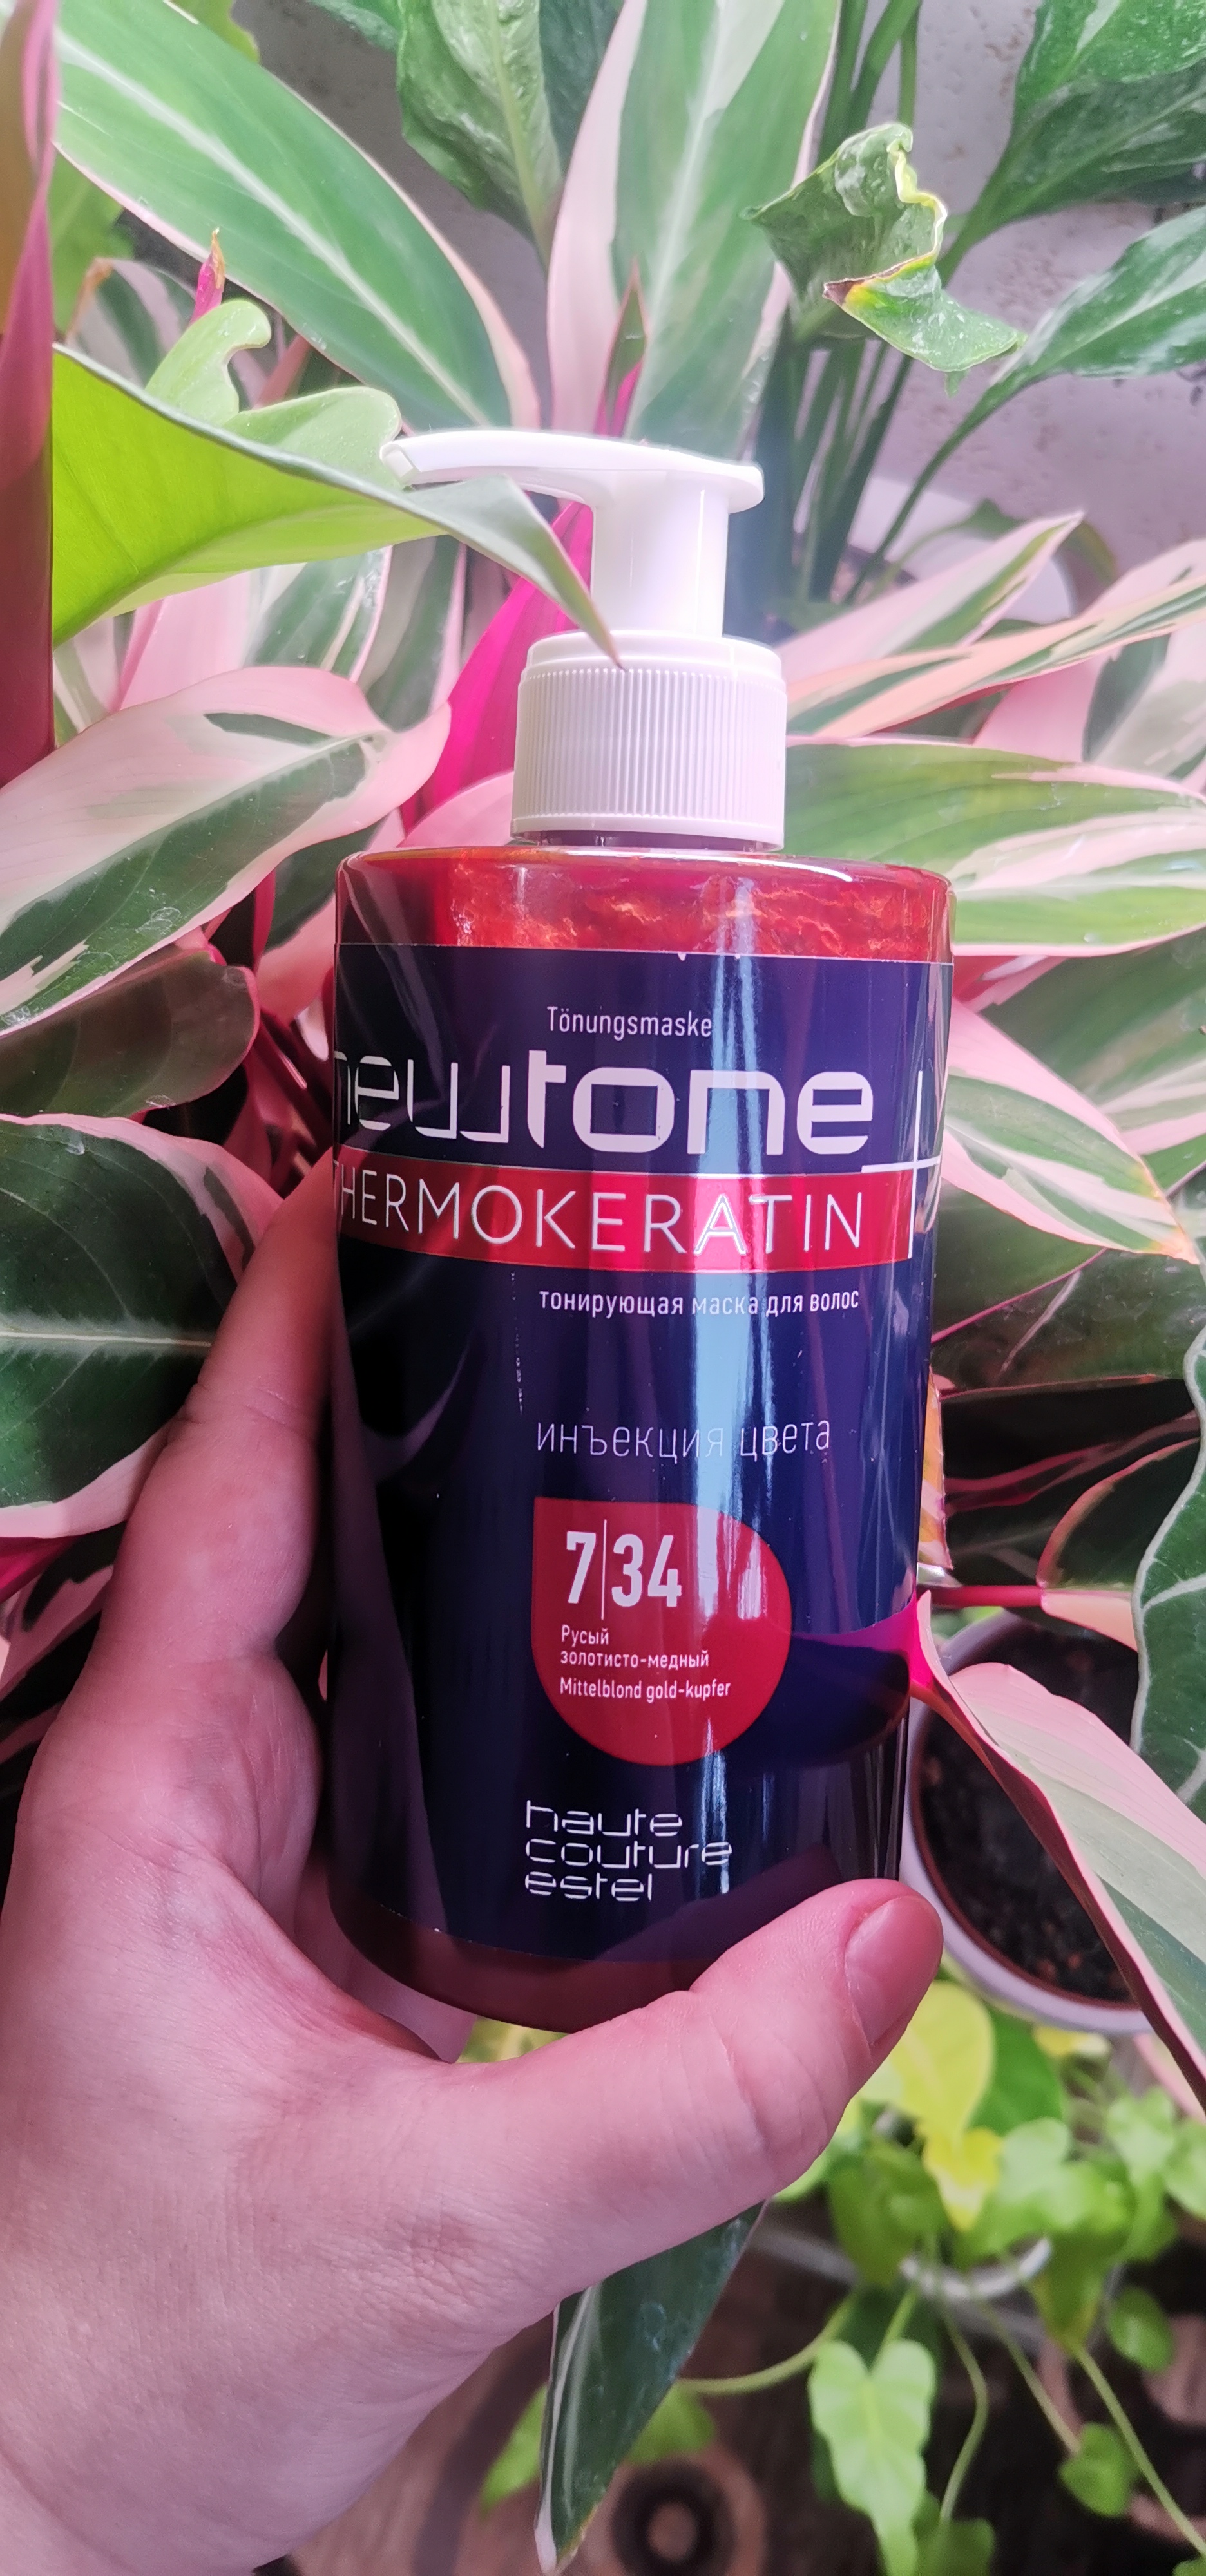 Tönungsmaske
newtone
THERMOKERATIN
тонирующая маска для волос
инъекция цвета
7|34
Русый
золотисто-медный
Mittelblond gold-kupfer
haute
couture
estel